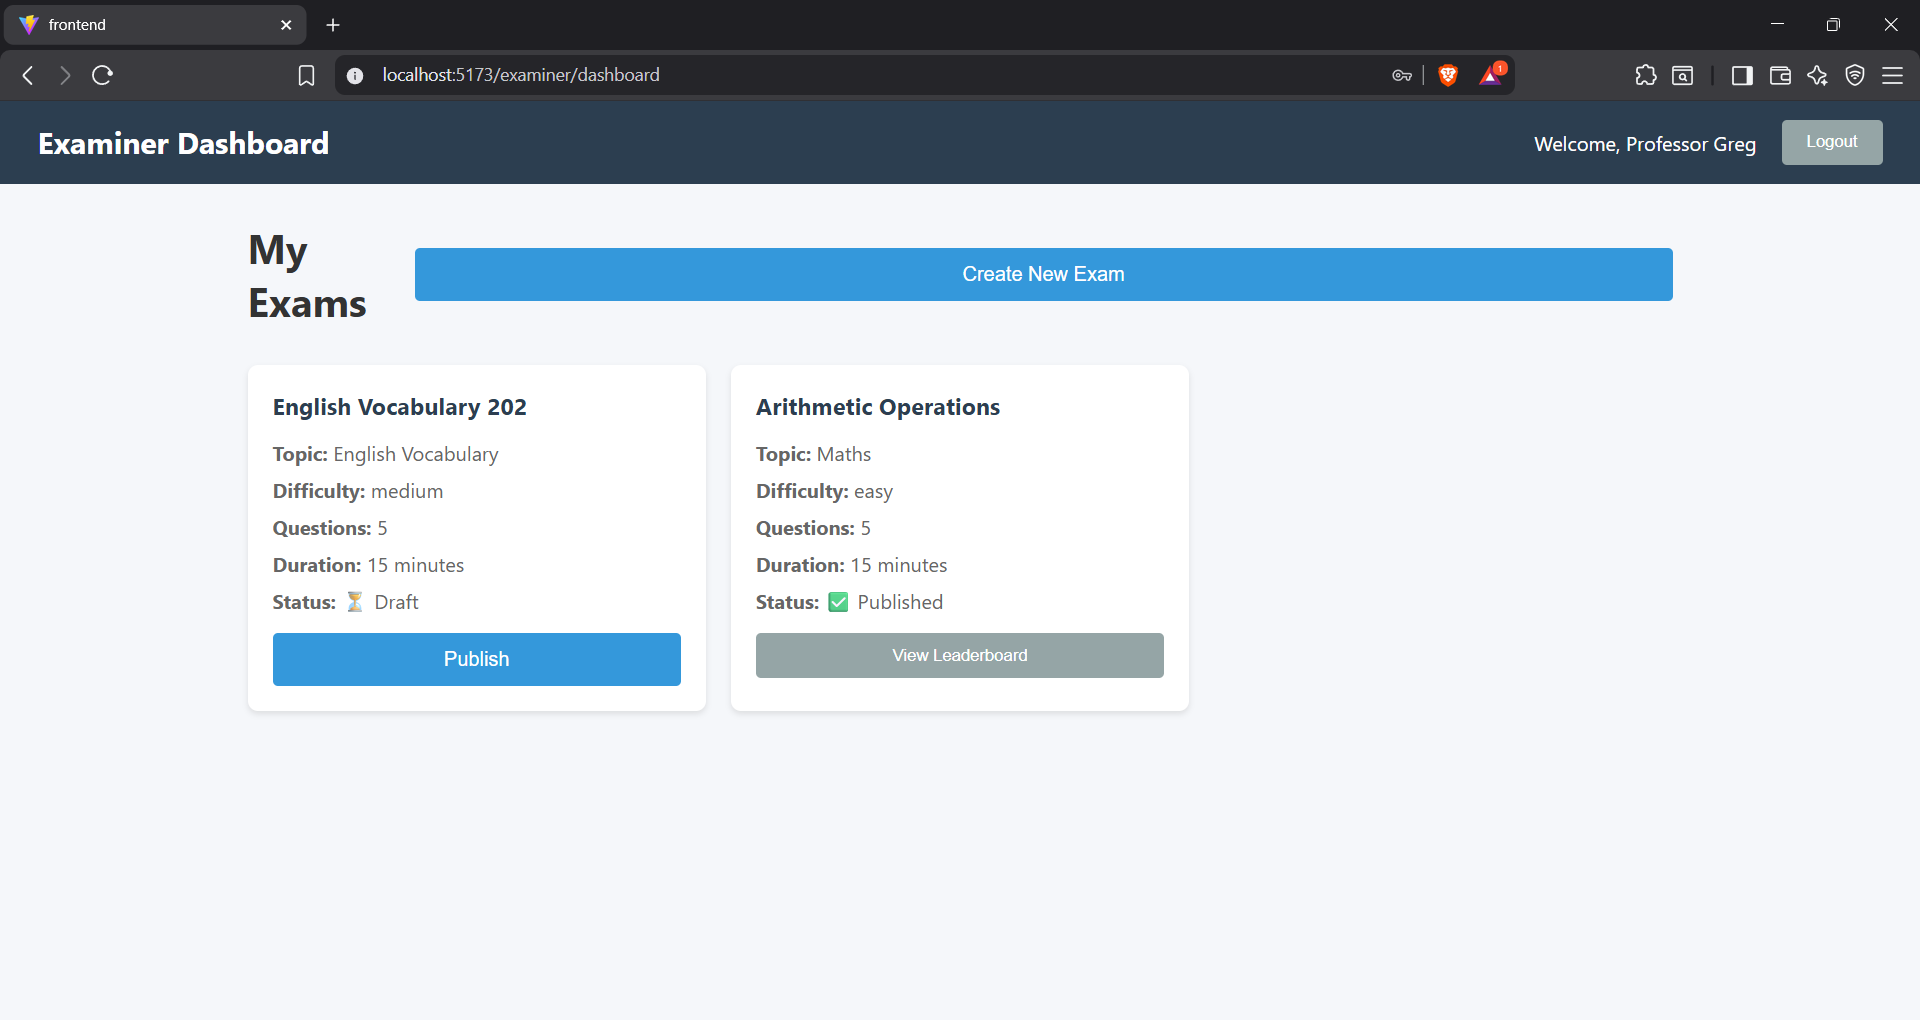 frontend
localhost:5173/examiner/dashboard
1
Examiner Dashboard
Welcome, Professor Greg
Logout
My
Exams
Create New Exam
English Vocabulary 202
Topic: English Vocabulary
Difficulty: medium
Questions: 5
Duration: 15 minutes
Status: ⏳ Draft
Publish
Arithmetic Operations
Topic: Maths
Difficulty: easy
Questions: 5
Duration: 15 minutes
Status: ✅ Published
View Leaderboard